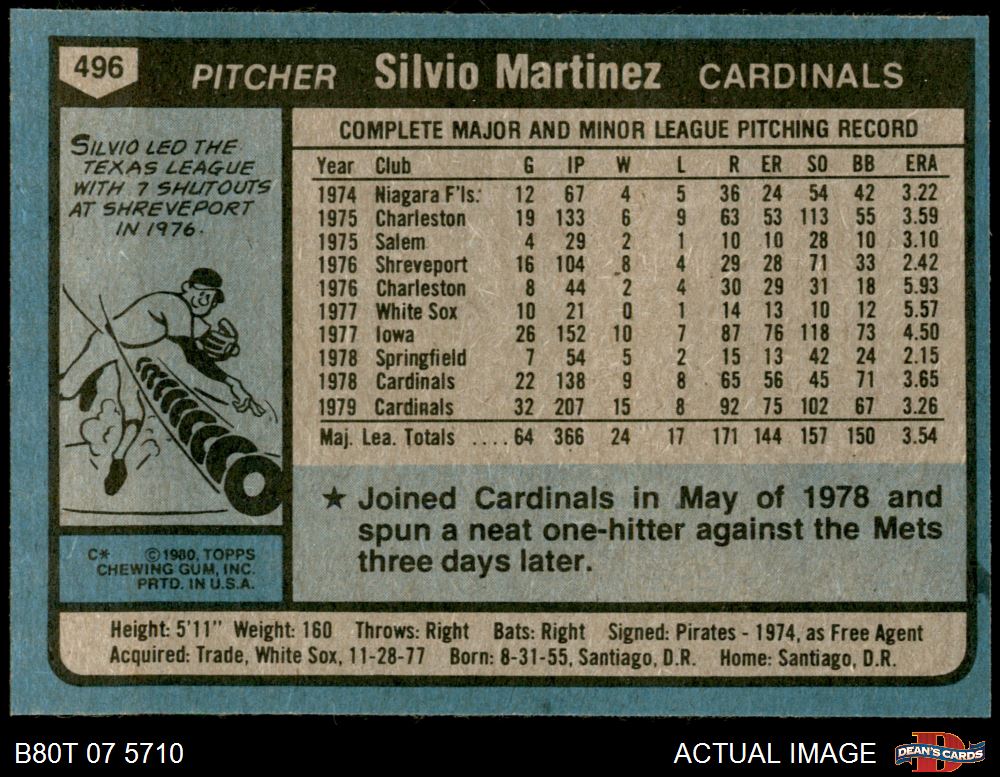 496 PITCHER Silvio Martinez CARDINALS
SILVIO LED THE
TEXAS LEAGUE
WITH 7 SHUTOUTS
AT SHREVEPORT
IN 1976.
COMPLETE MAJOR AND MINOR LEAGUE PITCHING RECORD
Year Club G IP W L R ER SO BB ERA
1974 Niagara F'ls. 12 67 4 5 36 24 54 42 3.22
1975 Charleston 19 133 6 9 63 53 113 55 3.59
1975 Salem 4 29 2 1 10 10 28 10 3.10
1976 Shreveport 16 104 8 4 29 28 71 33 2.42
1976 Charleston 8 44 2 4 30 29 31 18 5.93
1977 White Sox 10 21 0 1 14 13 10 12 5.57
1977 Iowa 26 152 10 7 87 76 118 73 4.50
1978 Springfield 7 54 5 2 15 13 42 24 2.15
1978 Cardinals 22 138 9 8 65 56 45 71 3.65
1979 Cardinals 32 207 15 8 92 75 102 67 3.26
Maj. Lea. Totals .... 64 366 24 17 171 144 157 150 3.54
★ Joined Cardinals in May of 1978 and
spun a neat one-hitter against the Mets
three days later.
C* © 1980, TOPPS
CHEWING GUM, INC.
PRTD. IN U.S.A.
Height: 5'11" Weight: 160 Throws: Right Bats: Right Signed: Pirates - 1974, as Free Agent
Acquired: Trade, White Sox, 11-28-77 Born: 8-31-55, Santiago, D.R. Home: Santiago, D.R.
B80T 07 5710 ACTUAL IMAGE D DEAN'S CARDS